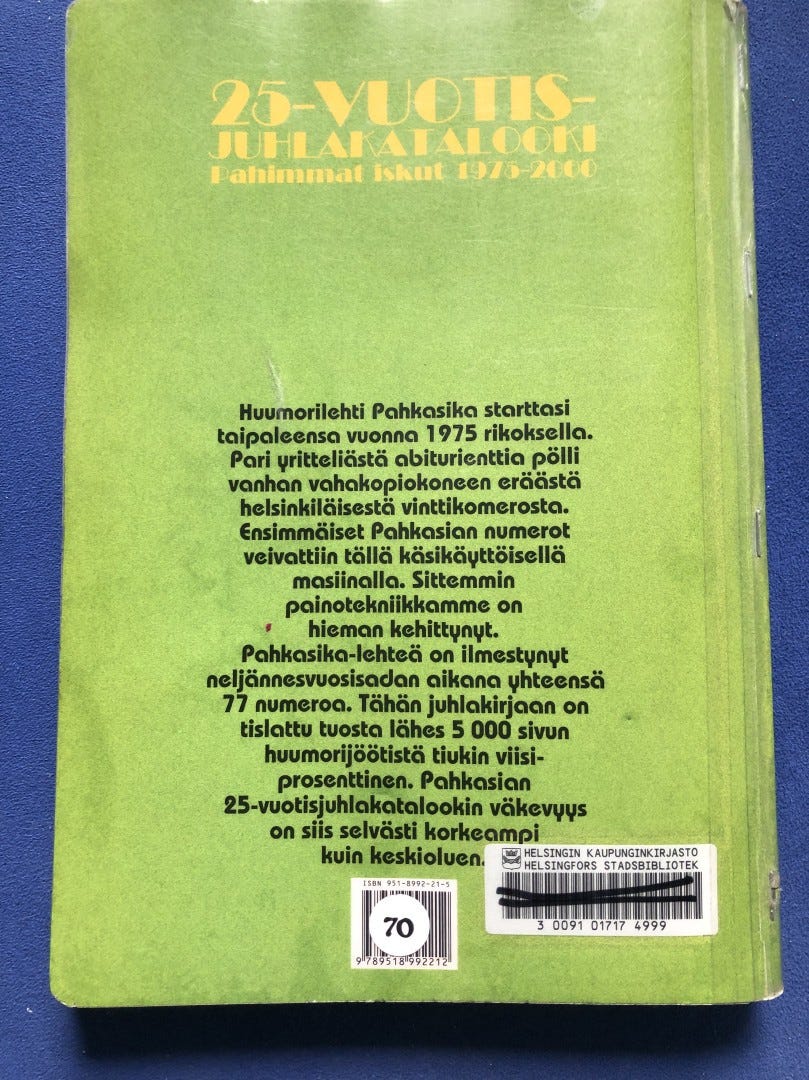 25-VUOTIS-
JUHLAKATALOOKI
Pahimmat iskut 1975-2000
Huumorilehti Pahkasika starttasi
taipaleensa vuonna 1975 rikoksella.
Pari yritteliästä abiturienttia pölli
vanhan vahakopiokoneen eräästä
helsinkiläisestä vinttikomerosta.
Ensimmäiset Pahkasian numerot
veivattiin tällä käsikäyttöisellä
masiinalla. Sittemmin
painotekniikkamme on
hieman kehittynyt.
Pahkasika-lehteä on ilmestynyt
neljännesvuosisadan aikana yhteensä
77 numeroa. Tähän juhlakirjaan on
tislattu tuosta lähes 5 000 sivun
huumorijöötistä tiukin viisi-
prosenttinen. Pahkasian
25-vuotisjuhlakatalookin väkevyys
on siis selvästi korkeampi
kuin keskioluen.
HELSINGIN KAUPUNGINKIRJASTO
HELSINGFORS STADSBIBLIOTEK
3 0091 01717 4999
ISBN 951-8992-21-5
70
9 789518 992212